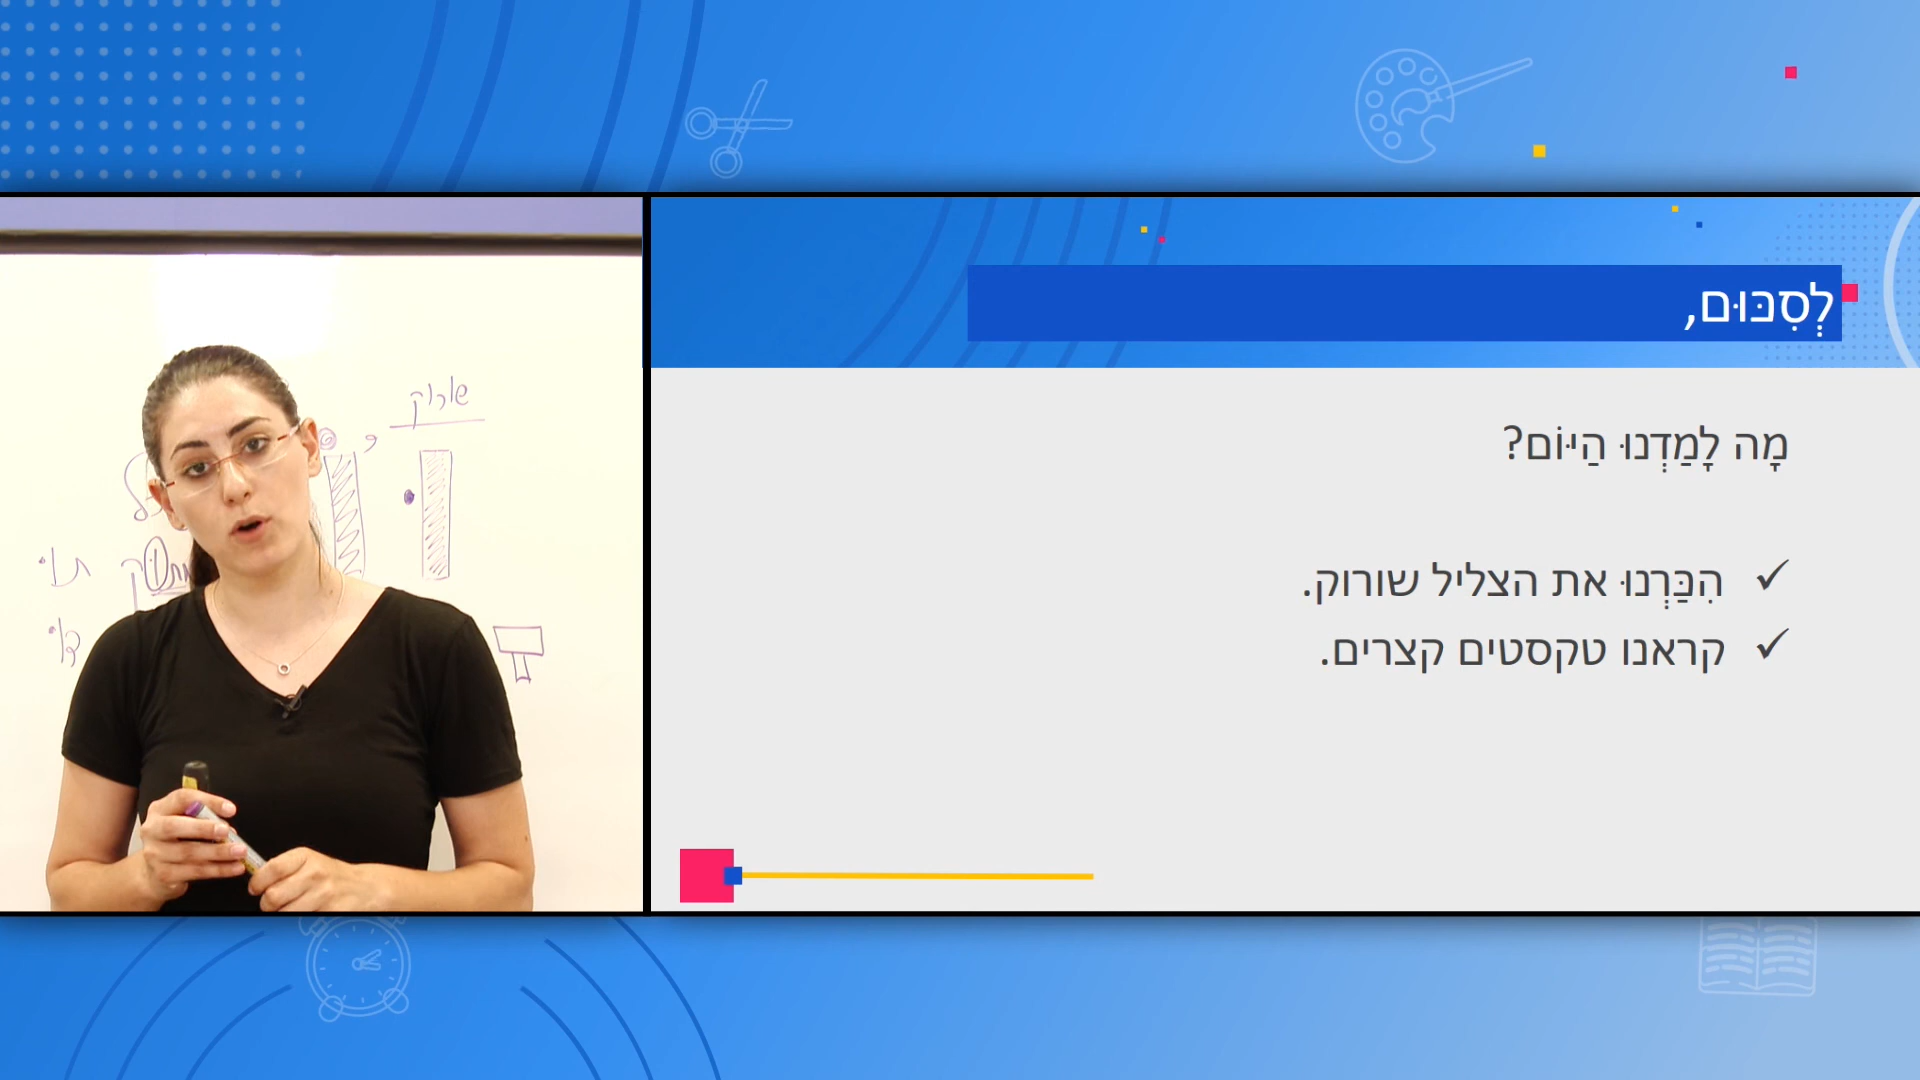 לְסִכּוּם,
מָה לָמַדְנוּ הַיּוֹם?
הִכַּרְנוּ את הצליל שורוק.
קראנו טקסטים קצרים.
שורוק